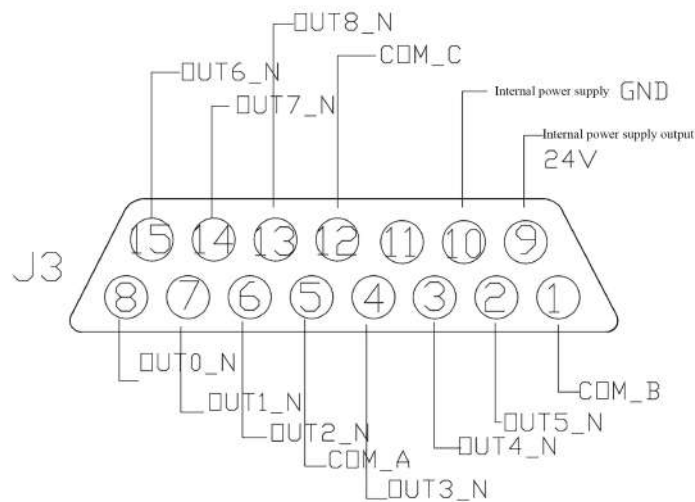 OUT8_N
OUT6_N
COM_C
Internal power supply GND
OUT7_N
Internal power supply output
24V
15 14 13 12 11 10 9
J3
8 7 6 5 4 3 2 1
OUT0_N
COM_B
OUT1_N
OUT5_N
OUT2_N
OUT4_N
COM_A
OUT3_N